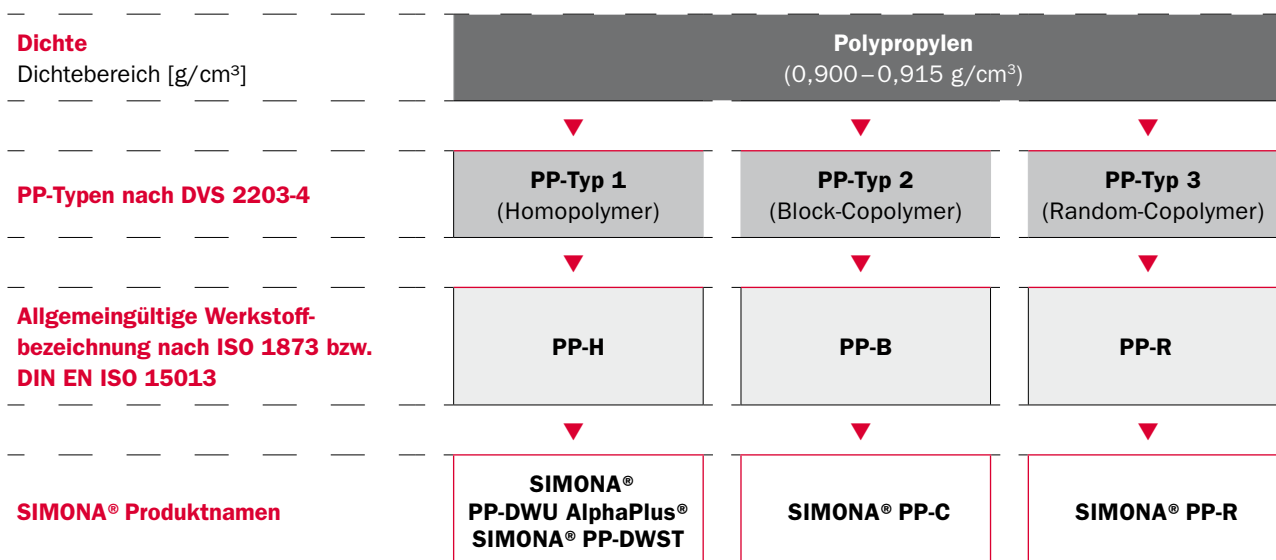 Dichte
Dichtebereich [g/cm³]
Polypropylen
(0,900 – 0,915 g/cm³)
PP-Typen nach DVS 2203-4
PP-Typ 1
(Homopolymer)
PP-Typ 2
(Block-Copolymer)
PP-Typ 3
(Random-Copolymer)
Allgemeingültige Werkstoff-
bezeichnung nach ISO 1873 bzw.
DIN EN ISO 15013
PP-H
PP-B
PP-R
SIMONA® Produktnamen
SIMONA®
PP-DWU AlphaPlus®
SIMONA® PP-DWST
SIMONA® PP-C
SIMONA® PP-R